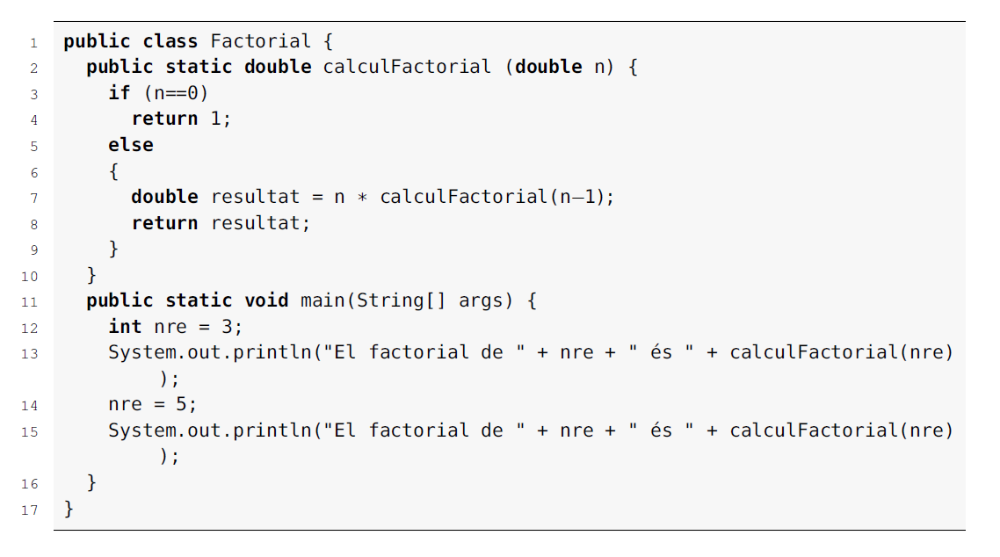 1 public class Factorial {
2 public static double calculFactorial (double n) {
3 if (n==0)
4 return 1;
5 else
6 {
7 double resultat = n * calculFactorial(n–1);
8 return resultat;
9 }
10 }
11 public static void main(String[] args) {
12 int nre = 3;
13 System.out.println("El factorial de " + nre + " és " + calculFactorial(nre)
);
14 nre = 5;
15 System.out.println("El factorial de " + nre + " és " + calculFactorial(nre)
);
16 }
17 }